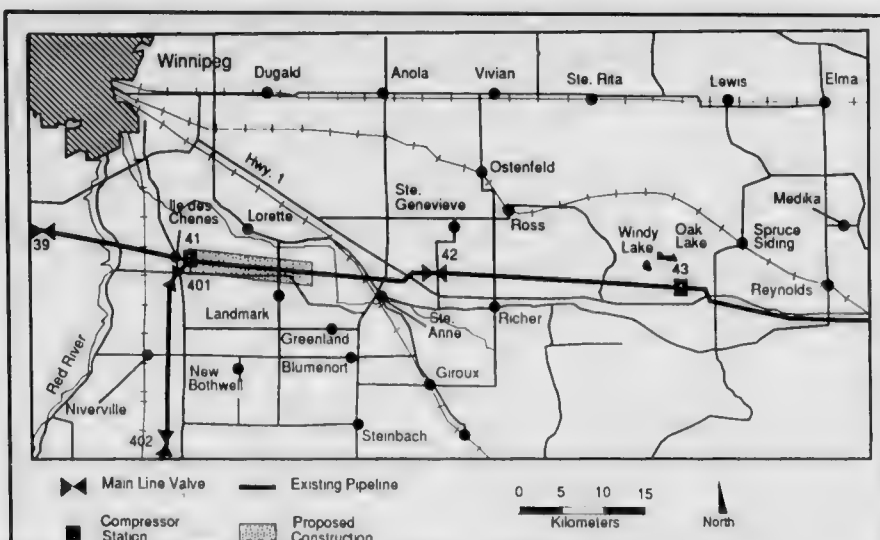 Winnipeg
Dugald
Anola
Vivian
Ste. Rita
Lewis
Elma
Hwy. 1
Ostenfeld
Ste.
Genevieve
Medika
Ile des
Chenes
Lorette
Ross
Windy
Lake
Oak
Lake
Spruce
Siding
39
41
42
43
401
Reynolds
Landmark
Ste.
Anne
Richer
Greenland
Red River
New
Bothwell
Blumenort
Giroux
Niverville
402
Steinbach
Main Line Valve
Existing Pipeline
0 5 10 15
Kilometers
North
Compressor
Station
Proposed
Construction